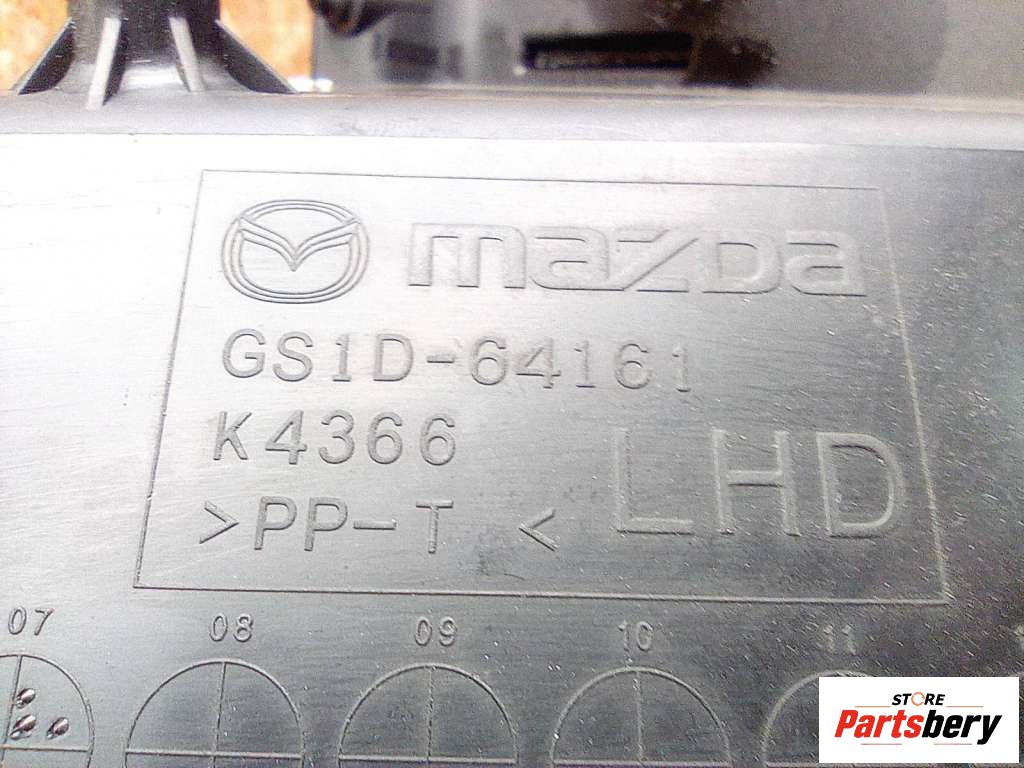 mazda
GS1D-64161
K4366
LHD
>PP-T <
07 08 09 10 11
STORE
Partsbery